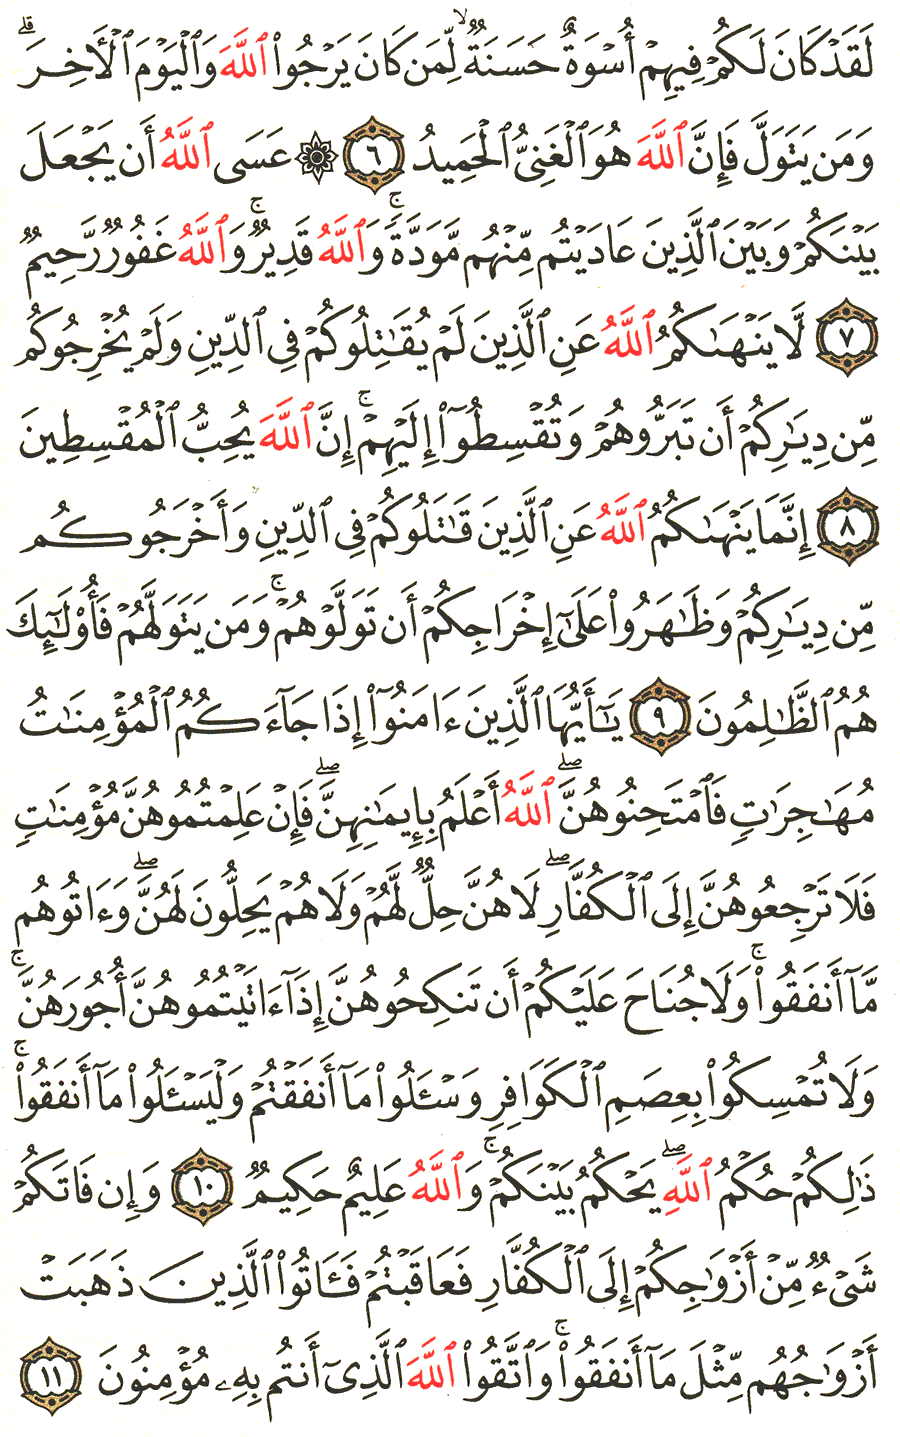 لَقَدْ كَانَ لَكُمْ فِيهِمْ أُسْوَةٌ حَسَنَةٌ لِّمَن كَانَ يَرْجُوا۟ ٱللَّهَ وَٱلْيَوْمَ ٱلْـَٔاخِرَ ۚ
وَمَن يَتَوَلَّ فَإِنَّ ٱللَّهَ هُوَ ٱلْغَنِىُّ ٱلْحَمِيدُ ٦ ۞ عَسَى ٱللَّهُ أَن يَجْعَلَ
بَيْنَكُمْ وَبَيْنَ ٱلَّذِينَ عَادَيْتُم مِّنْهُم مَّوَدَّةً ۚ وَٱللَّهُ قَدِيرٌ ۚ وَٱللَّهُ غَفُورٌ رَّحِيمٌ
٧ لَّا يَنْهَىٰكُمُ ٱللَّهُ عَنِ ٱلَّذِينَ لَمْ يُقَـٰتِلُوكُمْ فِى ٱلدِّينِ وَلَمْ يُخْرِجُوكُم
مِّن دِيَـٰرِكُمْ أَن تَبَرُّوهُمْ وَتُقْسِطُوٓا۟ إِلَيْهِمْ ۚ إِنَّ ٱللَّهَ يُحِبُّ ٱلْمُقْسِطِينَ
٨ إِنَّمَا يَنْهَىٰكُمُ ٱللَّهُ عَنِ ٱلَّذِينَ قَـٰتَلُوكُمْ فِى ٱلدِّينِ وَأَخْرَجُوكُم
مِّن دِيَـٰرِكُمْ وَظَـٰهَرُوا۟ عَلَىٰٓ إِخْرَاجِكُمْ أَن تَوَلَّوْهُمْ ۚ وَمَن يَتَوَلَّهُمْ فَأُو۟لَـٰٓئِكَ
هُمُ ٱلظَّـٰلِمُونَ ٩ يَـٰٓأَيُّهَا ٱلَّذِينَ ءَامَنُوٓا۟ إِذَا جَآءَكُمُ ٱلْمُؤْمِنَـٰتُ
مُهَـٰجِرَٰتٍ فَٱمْتَحِنُوهُنَّ ۖ ٱللَّهُ أَعْلَمُ بِإِيمَـٰنِهِنَّ ۖ فَإِنْ عَلِمْتُمُوهُنَّ مُؤْمِنَـٰتٍ
فَلَا تَرْجِعُوهُنَّ إِلَى ٱلْكُفَّارِ ۖ لَا هُنَّ حِلٌّ لَّهُمْ وَلَا هُمْ يَحِلُّونَ لَهُنَّ ۖ وَءَاتُوهُم
مَّآ أَنفَقُوا۟ ۚ وَلَا جُنَاحَ عَلَيْكُمْ أَن تَنكِحُوهُنَّ إِذَآ ءَاتَيْتُمُوهُنَّ أُجُورَهُنَّ ۚ
وَلَا تُمْسِكُوا۟ بِعِصَمِ ٱلْكَوَافِرِ وَسْـَٔلُوا۟ مَآ أَنفَقْتُمْ وَلْيَسْـَٔلُوا۟ مَآ أَنفَقُوا۟ ۚ
ذَٰلِكُمْ حُكْمُ ٱللَّهِ ۖ يَحْكُمُ بَيْنَكُمْ ۚ وَٱللَّهُ عَلِيمٌ حَكِيمٌ ١٠ وَإِن فَاتَكُمْ
شَىْءٌ مِّنْ أَزْوَٰجِكُمْ إِلَى ٱلْكُفَّارِ فَعَاقَبْتُمْ فَـَٔاتُوا۟ ٱلَّذِينَ ذَهَبَتْ
أَزْوَٰجُهُم مِّثْلَ مَآ أَنفَقُوا۟ ۚ وَٱتَّقُوا۟ ٱللَّهَ ٱلَّذِىٓ أَنتُم بِهِۦ مُؤْمِنُونَ ١١